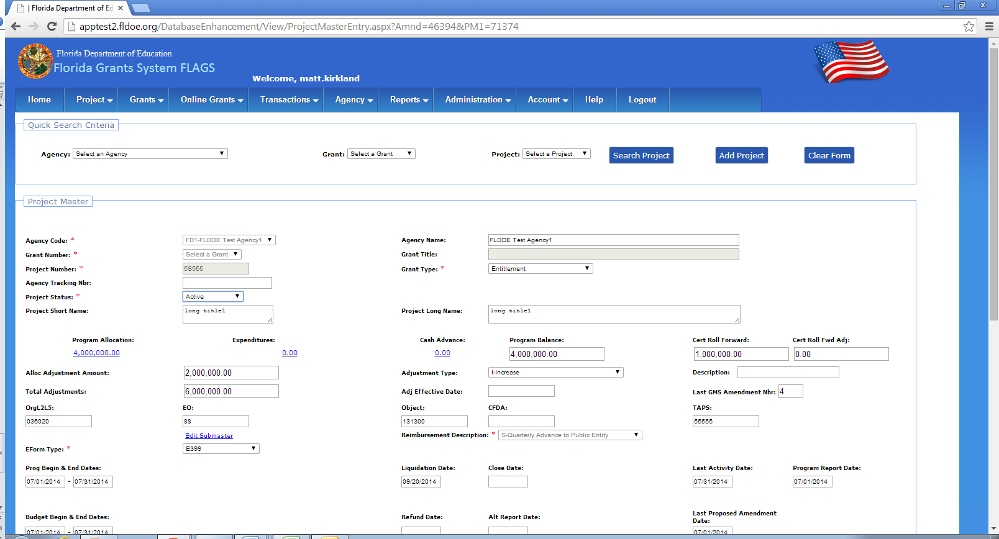 | Florida Department of Ed
apptest2.fldoe.org/DatabaseEnhancement/View/ProjectMasterEntry.aspx?Amnd=46394&PM1=71374
Florida Department of Education
Florida Grants System FLAGS
Welcome, matt.kirkland
Home Project Grants Online Grants Transactions Agency Reports Administration Account Help Logout
Quick Search Criteria
Agency: Select an Agency Grant: Select a Grant Project: Select a Project Search Project Add Project Clear Form
Project Master
Agency Code: * FD1-FLDOE Test Agency1 Agency Name: FLDOE Test Agency1
Grant Number: * Select a Grant Grant Title:
Project Number: * 5S555 Grant Type: * Entitlement
Agency Tracking Nbr:
Project Status: * Active
Project Short Name: long title1 Project Long Name: long title1
Program Allocation: Expenditures: Cash Advance: Program Balance: Cert Roll Forward: Cert Roll Fwd Adj:
4,000,000.00 0.00 0.00 4,000,000.00 1,000,000.00 0.00
Alloc Adjustment Amount: 2,000,000.00 Adjustment Type: I-Increase Description:
Total Adjustments: 6,000,000.00 Adj Effective Date: Last GMS Amendment Nbr: 4
OrgL2L5: EO: Object: CFDA: TAPS:
036020 88 131300 55555
Edit Submaster Reimbursement Description: * S-Quarterly Advance to Public Entity
EForm Type: * E399
Prog Begin & End Dates: Liquidation Date: Close Date: Last Activity Date: Program Report Date:
07/01/2014 - 07/31/2014 09/20/2014 07/31/2014 07/01/2014
Budget Begin & End Dates: Refund Date: Alt Report Date: Last Proposed Amendment Date:
07/01/2014 - 07/31/2014 07/01/2014